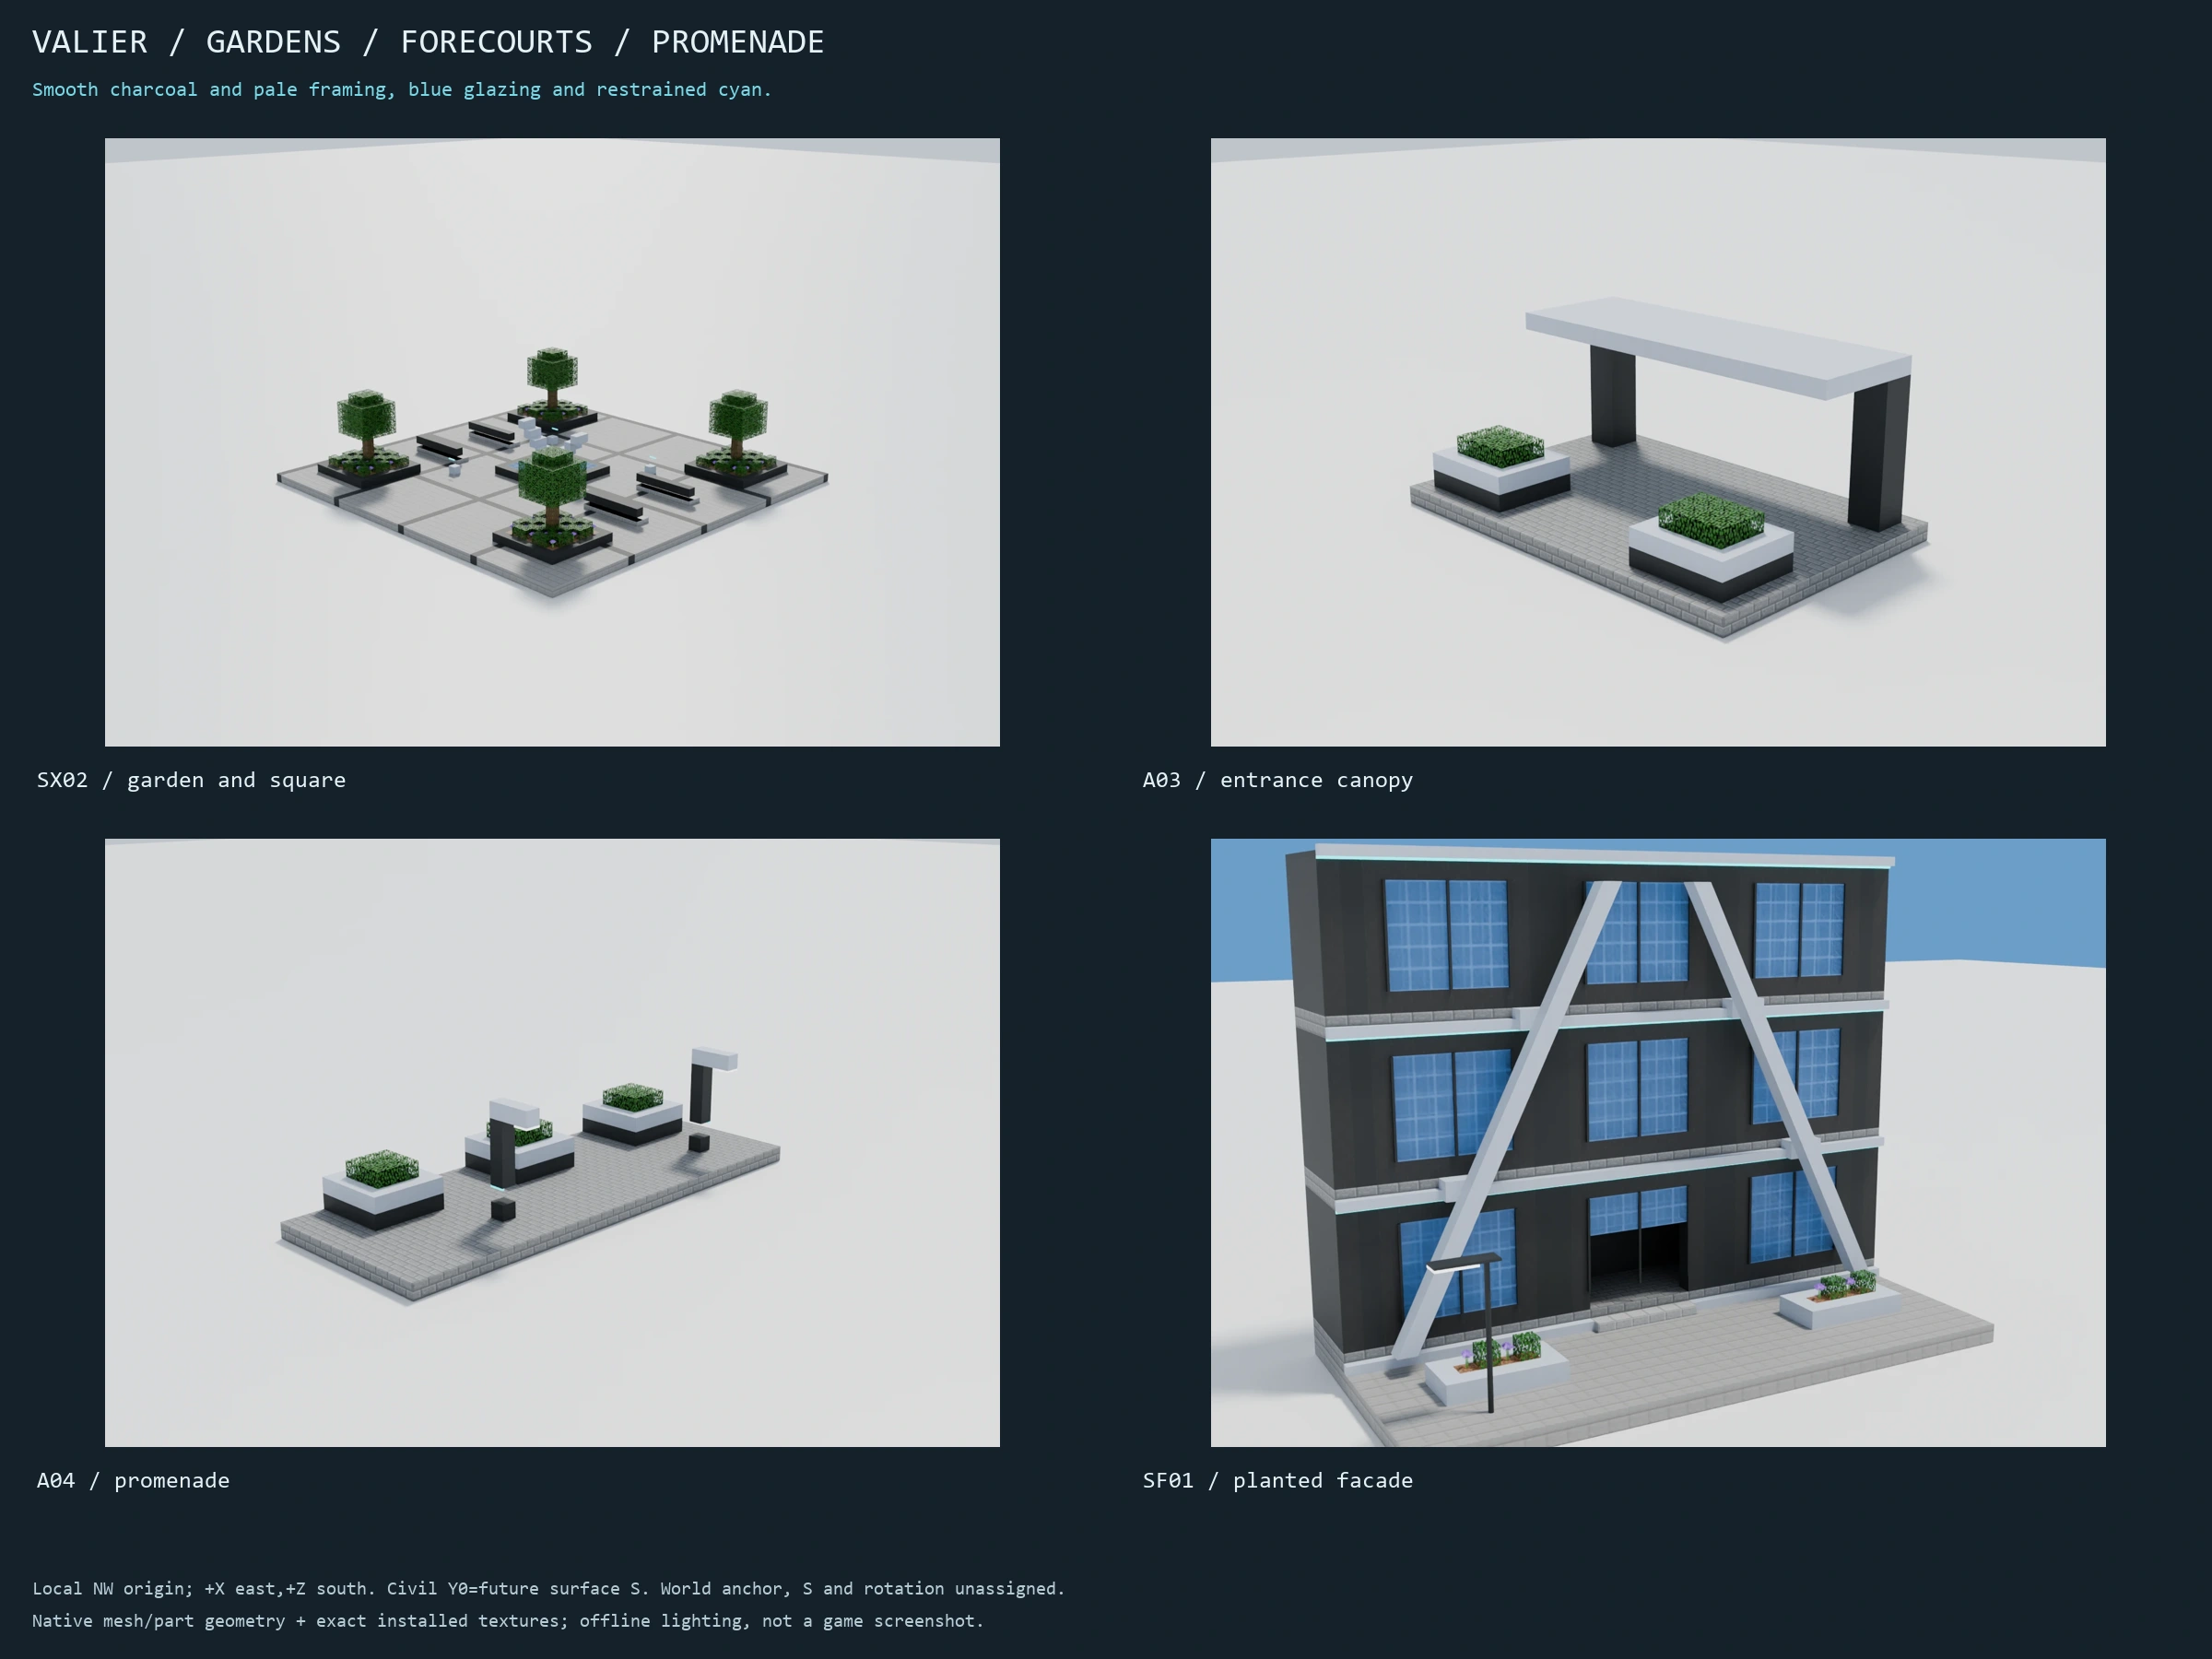 VALIER / GARDENS / FORECOURTS / PROMENADE
Smooth charcoal and pale framing, blue glazing and restrained cyan.
SX02 / garden and square
A03 / entrance canopy
A04 / promenade
SF01 / planted facade
Local NW origin; +X east,+Z south. Civil Y0=future surface S. World anchor, S and rotation unassigned.
Native mesh/part geometry + exact installed textures; offline lighting, not a game screenshot.